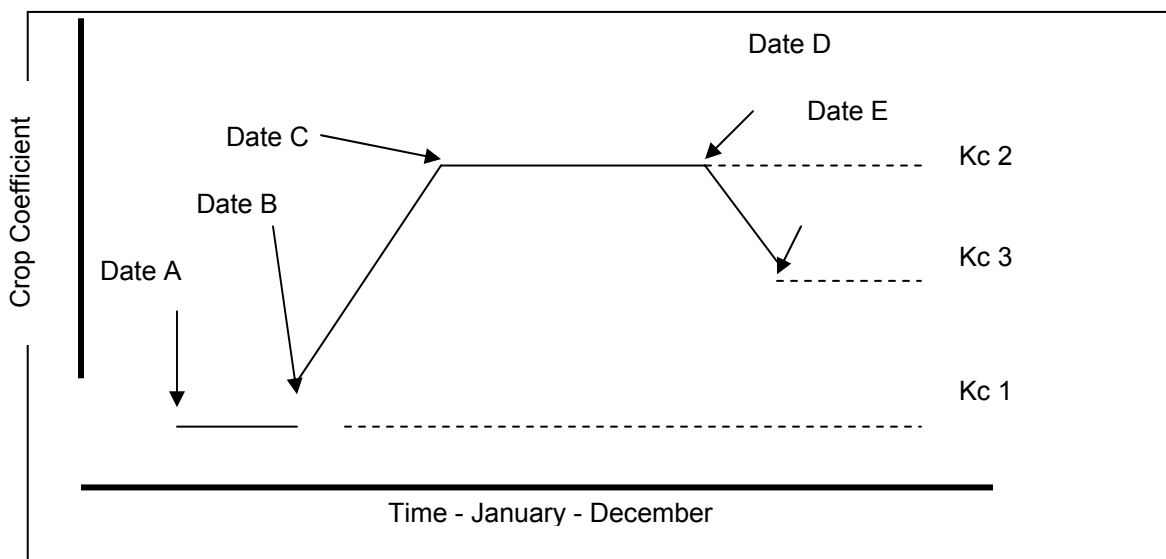 Date D
Date E
Date C
Kc 2
Date B
Kc 3
Date A
Kc 1
Crop Coefficient
Time - January - December